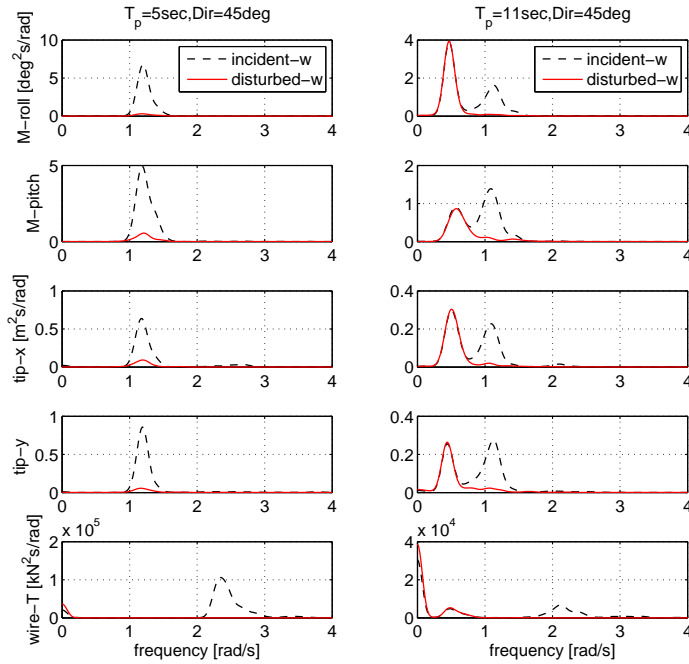 T_p=5sec,Dir=45deg
T_p=11sec,Dir=45deg
M-roll [deg^2s/rad]
10
5
0
0 1 2 3 4
incident-w
disturbed-w
4
2
0
0 1 2 3 4
incident-w
disturbed-w
M-pitch
5
0
0 1 2 3 4
2
1
0
0 1 2 3 4
tip-x [m^2s/rad]
1
0.5
0
0 1 2 3 4
0.4
0.2
0
0 1 2 3 4
tip-y
1
0.5
0
0 1 2 3 4
0.4
0.2
0
0 1 2 3 4
wire-T [kN^2s/rad]
x 10^5
2
1
0
0 1 2 3 4
frequency [rad/s]
x 10^4
4
2
0
0 1 2 3 4
frequency [rad/s]